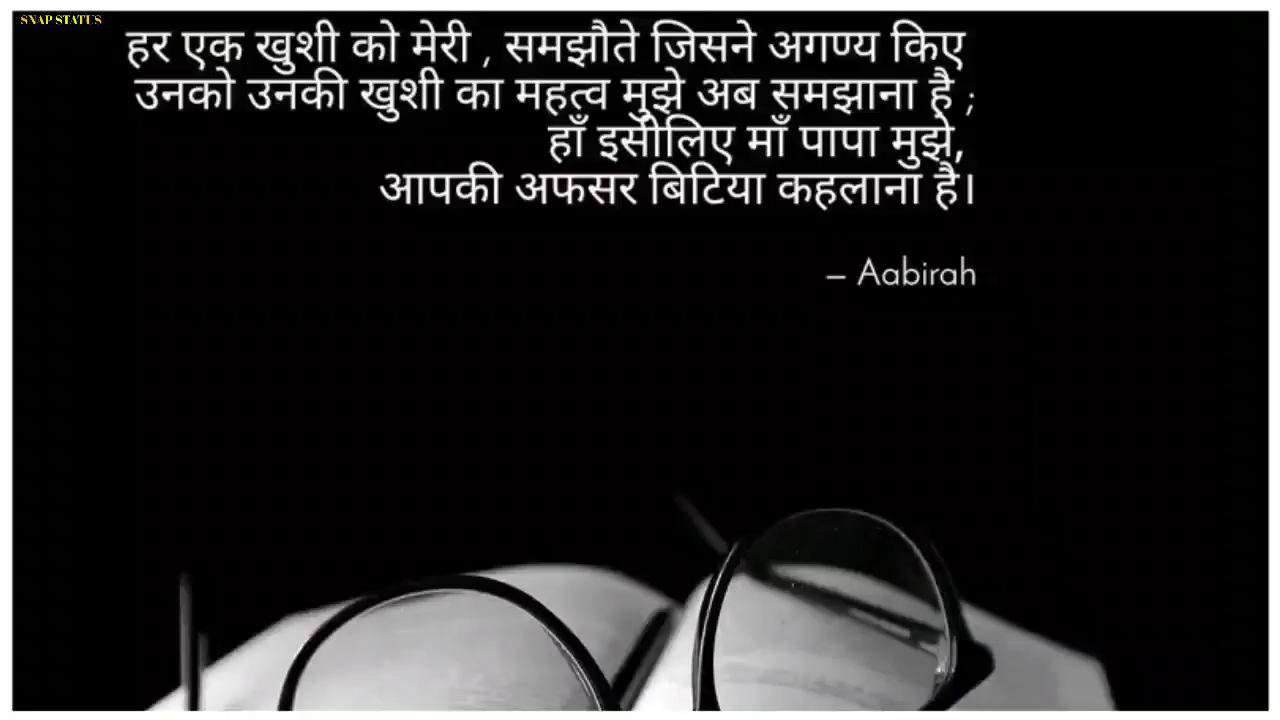 SNAP STATUS
हर एक खुशी को मेरी , समझौते जिसने अगण्य किए
उनको उनकी खुशी का महत्व मुझे अब समझाना है ;
हाँ इसीलिए माँ पापा मुझे,
आपकी अफसर बिटिया कहलाना है।
– Aabirah